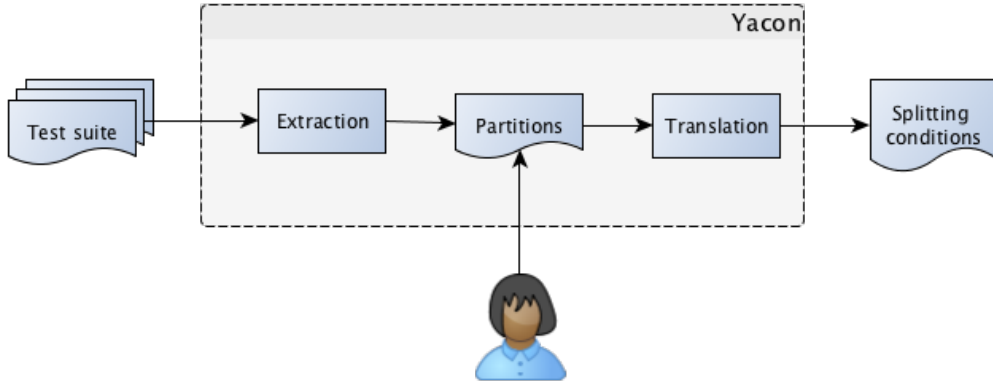 Yacon
Test suite
Extraction
Partitions
Translation
Splitting
conditions